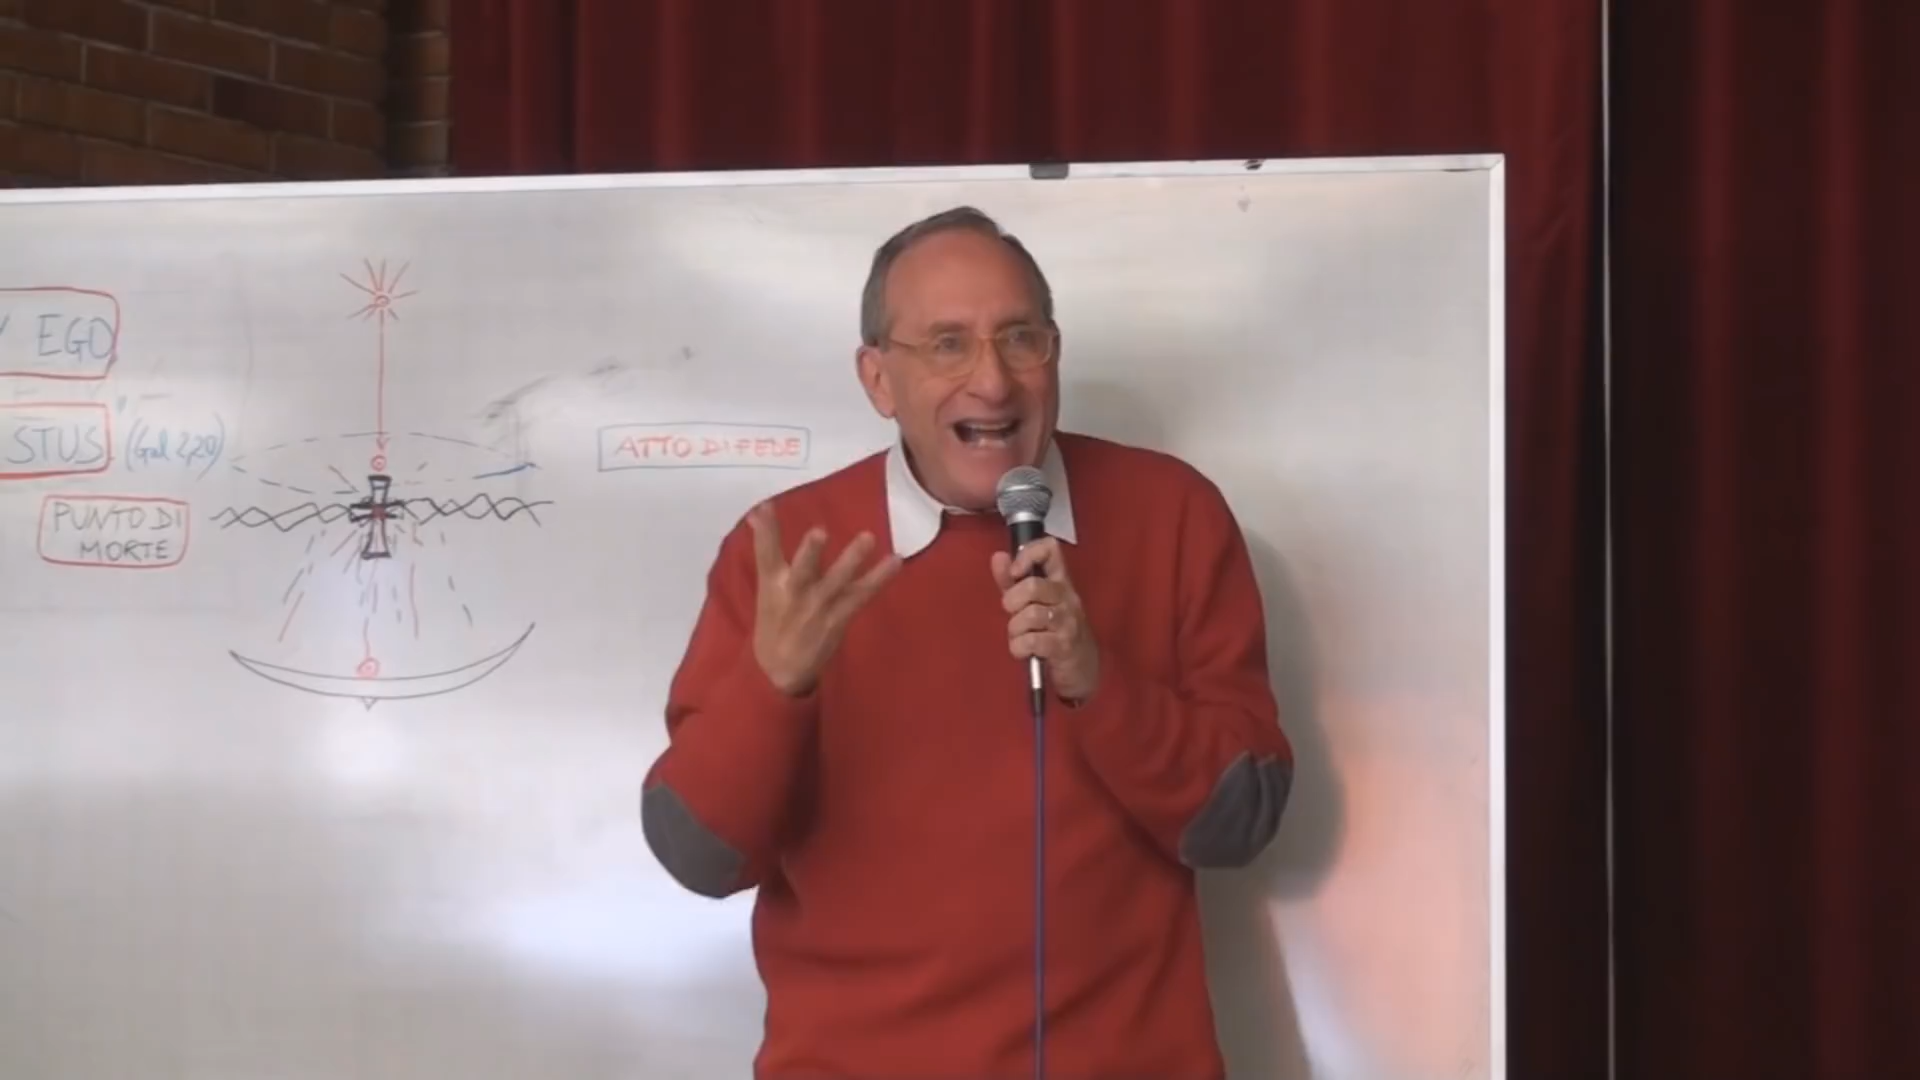 EGO
STUS (Gal 2,20)
ATTO DI FEDE
PUNTO DI
MORTE